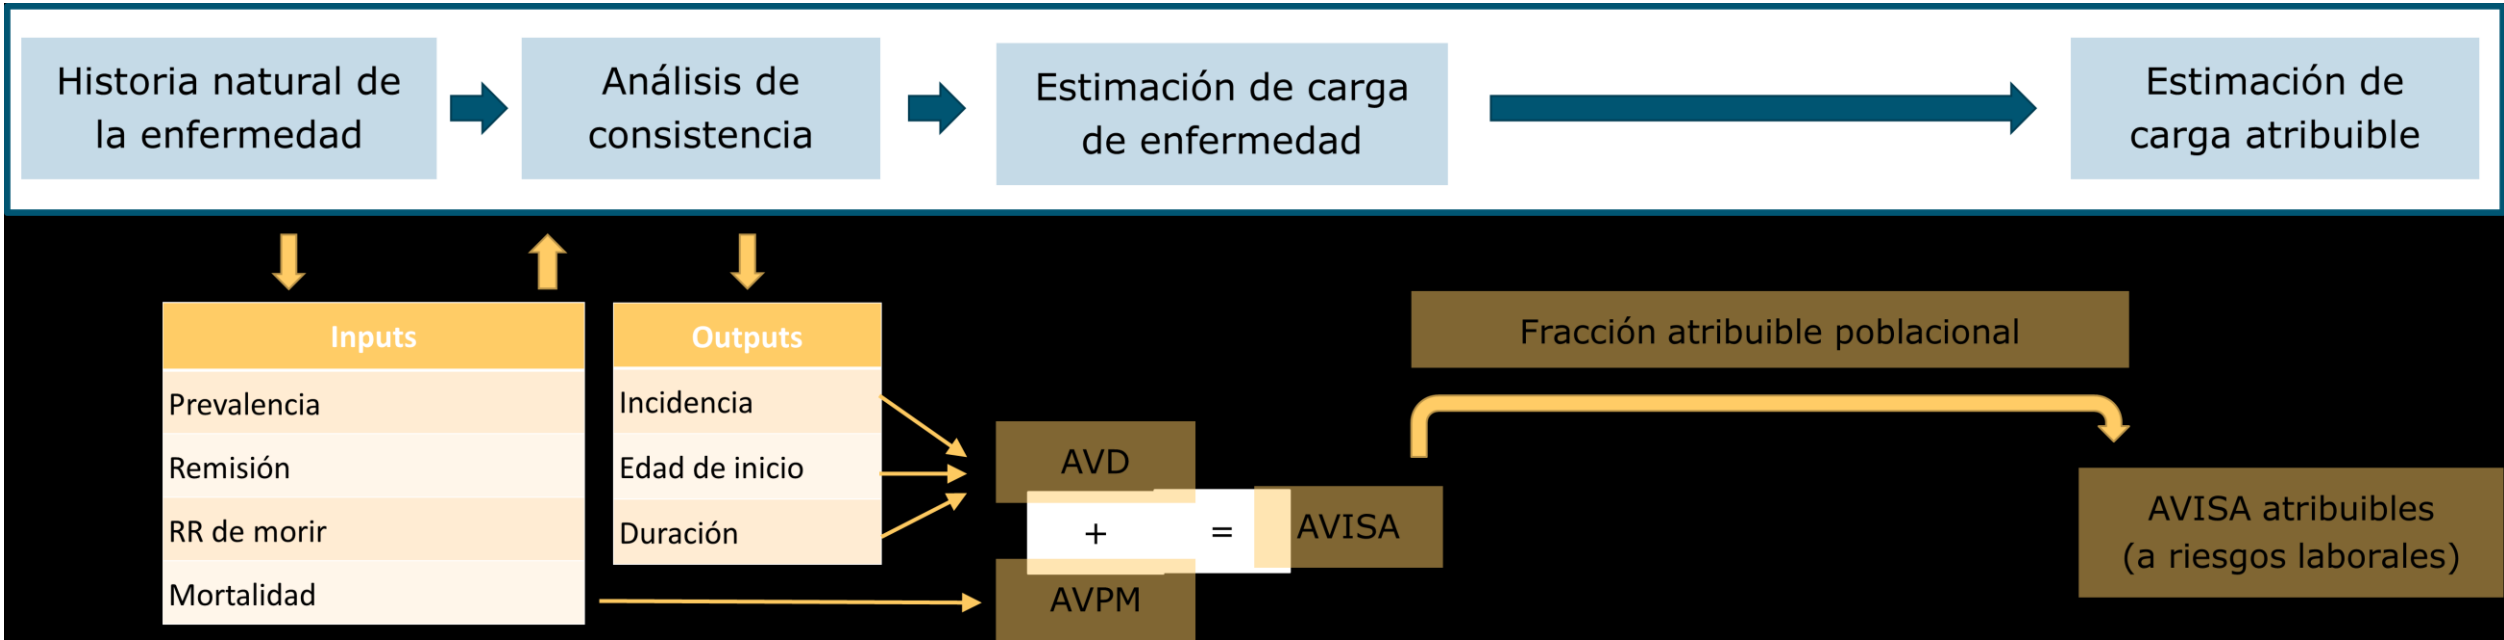 Historia natural de
la enfermedad
Análisis de
consistencia
Estimación de carga
de enfermedad
Estimación de
carga atribuible
Inputs
Prevalencia
Remisión
RR de morir
Mortalidad
Outputs
Incidencia
Edad de inicio
Duración
AVD
+
=
AVISA
AVPM
Fracción atribuible poblacional
AVISA atribuibles
(a riesgos laborales)